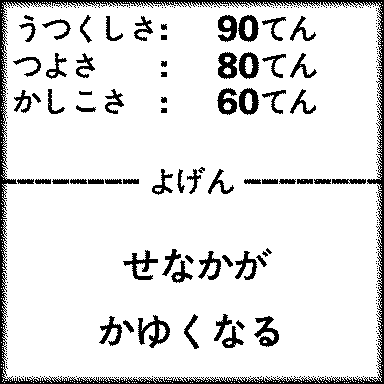 うつくしさ: 90てん
つよさ : 80てん
かしこさ : 60てん
よげん
せなかが
かゆくなる